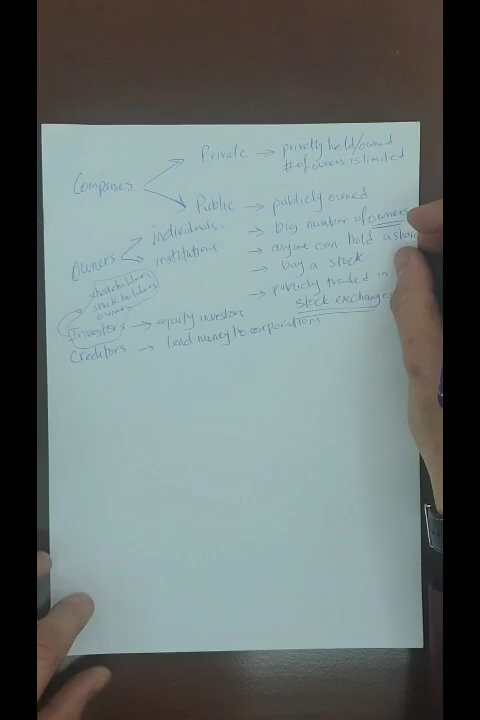 Private → privtly held/owned
# of owners is limited
Companies
Public → publicly owned
→ big number of owners
→ anyone can hold a share
→ buy a stock
→ publicly traded in
stock exchange
Owners
individuals.
institutions.
shareholders
stock holders
owners
Investors → equity investors
Creditors → lend money to corporations